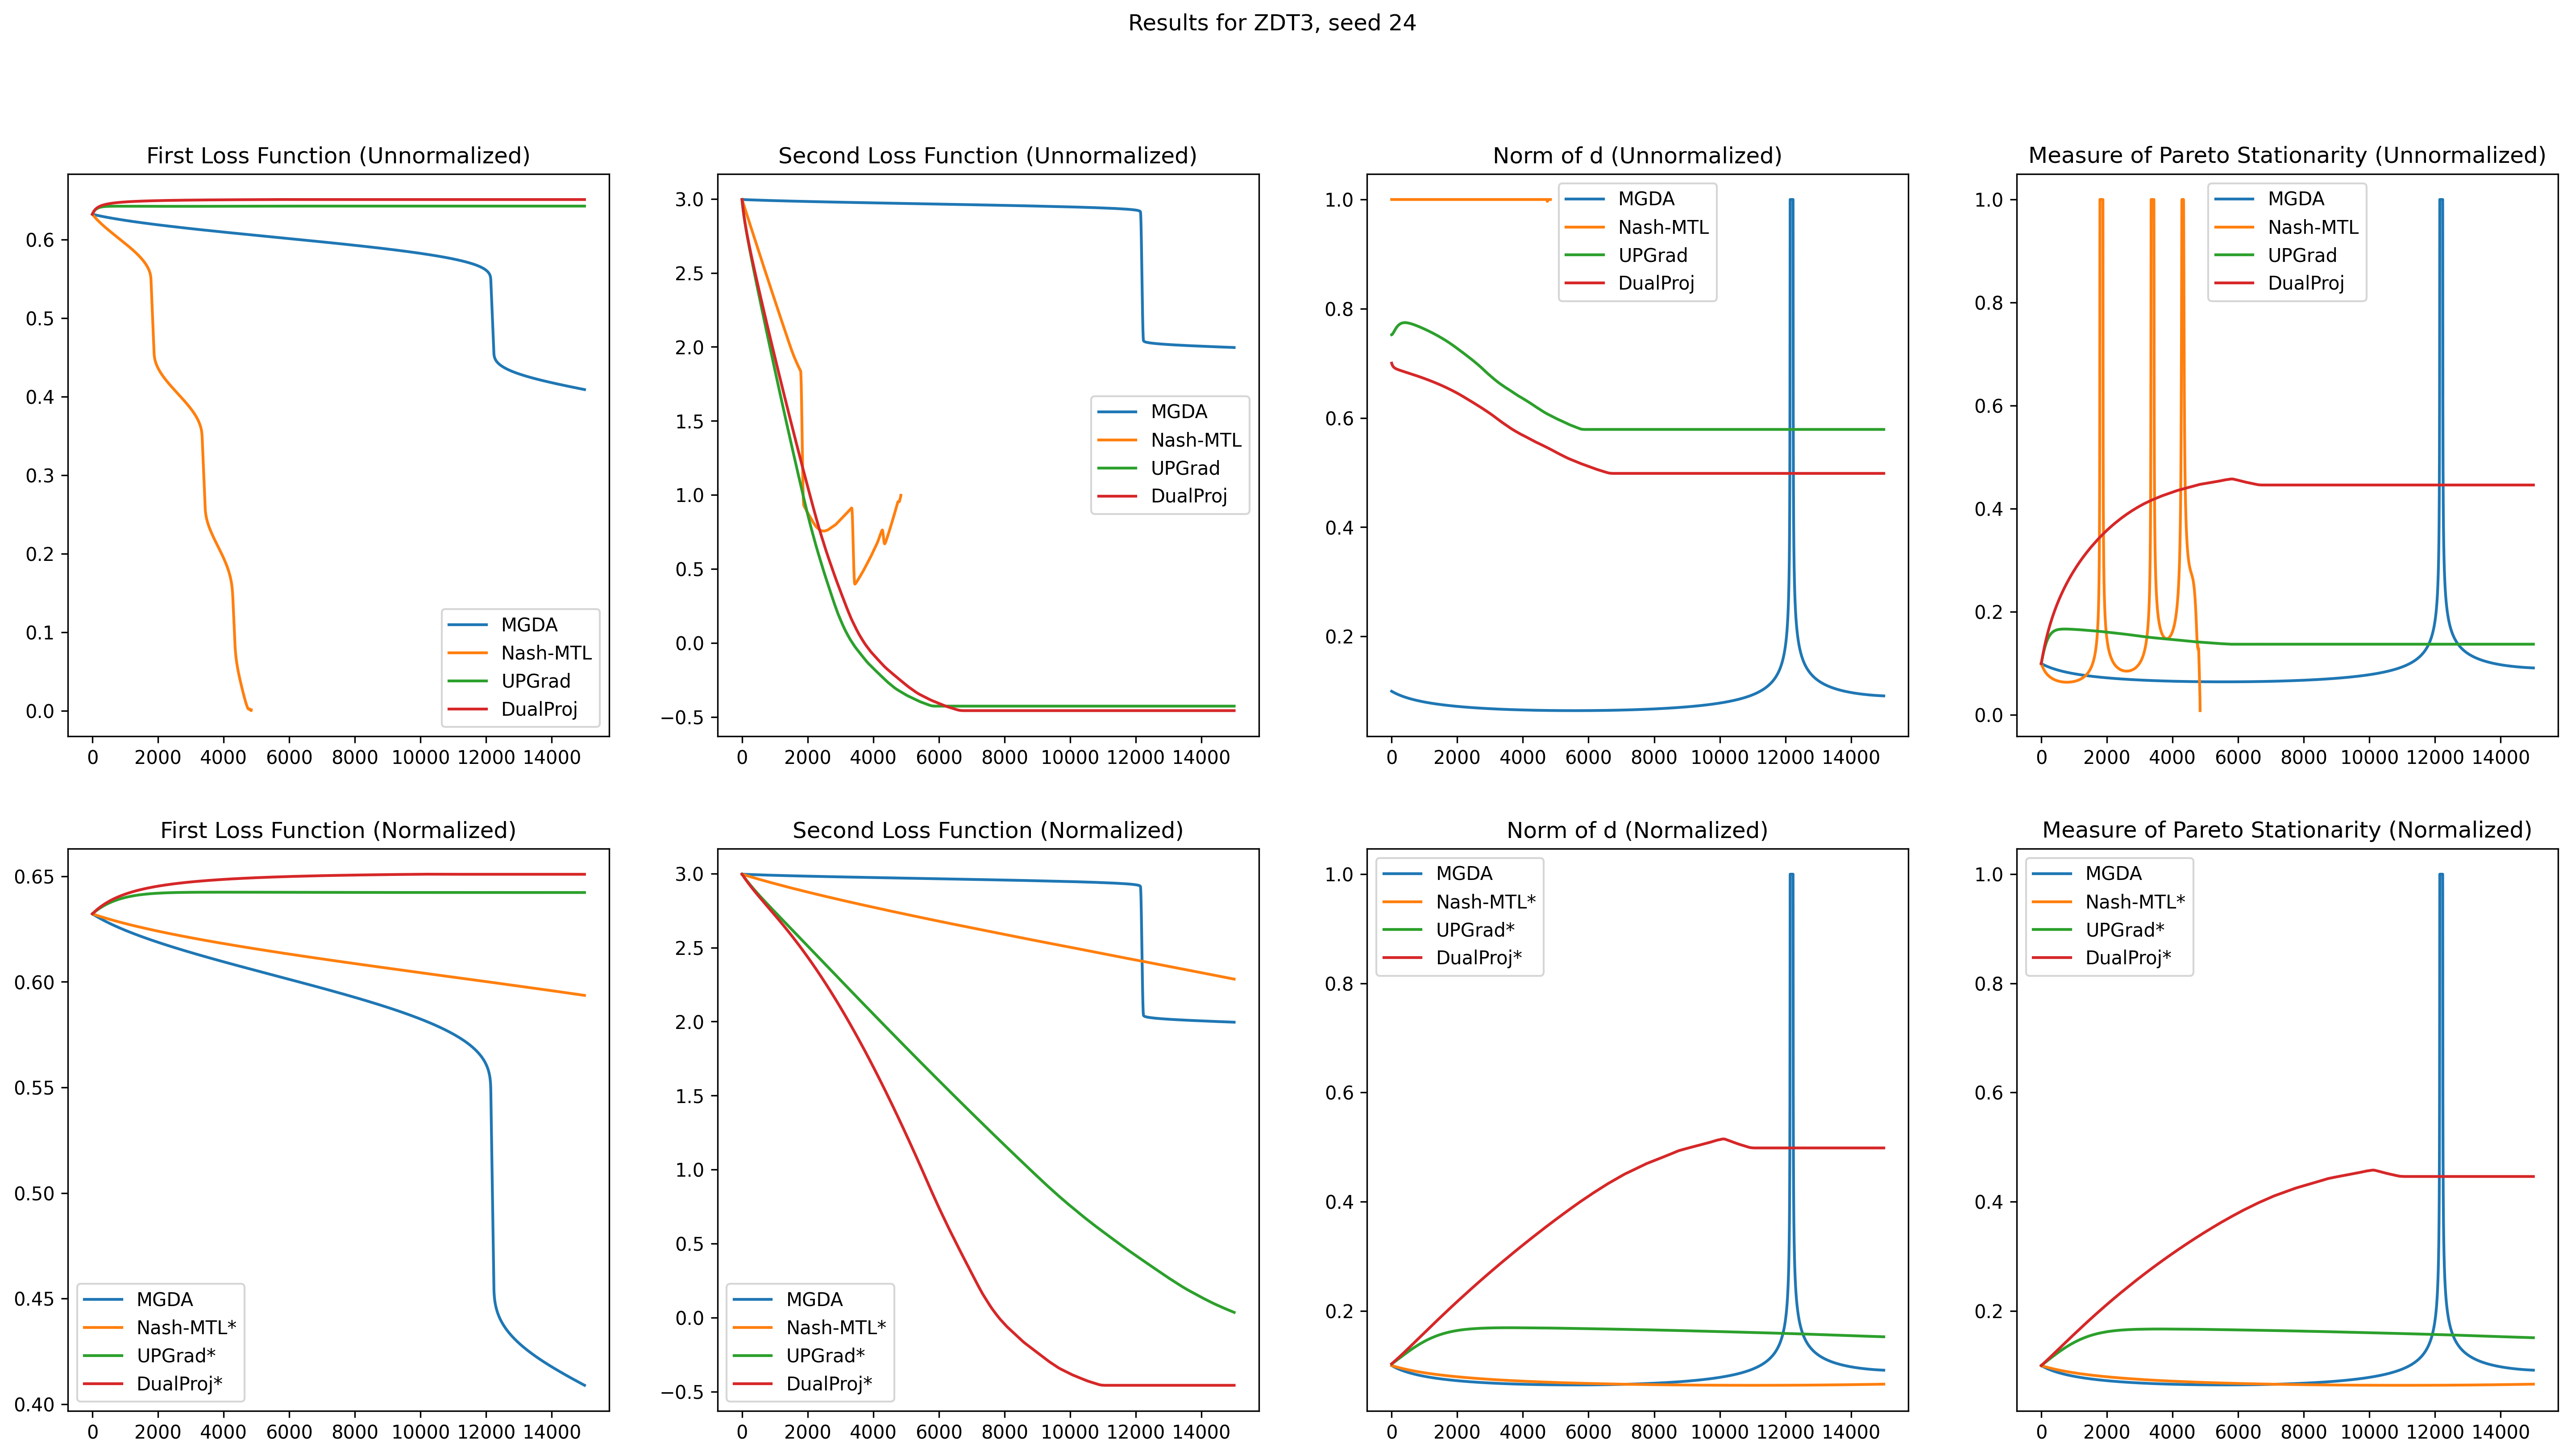 Results for ZDT3, seed 24
First Loss Function (Unnormalized)
0.6
0.5
0.4
0.3
0.2
0.1
0.0
0 2000 4000 6000 8000 10000 12000 14000
MGDA
Nash-MTL
UPGrad
DualProj
Second Loss Function (Unnormalized)
3.0
2.5
2.0
1.5
1.0
0.5
0.0
−0.5
0 2000 4000 6000 8000 10000 12000 14000
MGDA
Nash-MTL
UPGrad
DualProj
Norm of d (Unnormalized)
1.0
0.8
0.6
0.4
0.2
0 2000 4000 6000 8000 10000 12000 14000
MGDA
Nash-MTL
UPGrad
DualProj
Measure of Pareto Stationarity (Unnormalized)
1.0
0.8
0.6
0.4
0.2
0.0
0 2000 4000 6000 8000 10000 12000 14000
MGDA
Nash-MTL
UPGrad
DualProj
First Loss Function (Normalized)
0.65
0.60
0.55
0.50
0.45
0.40
0 2000 4000 6000 8000 10000 12000 14000
MGDA
Nash-MTL*
UPGrad*
DualProj*
Second Loss Function (Normalized)
3.0
2.5
2.0
1.5
1.0
0.5
0.0
−0.5
0 2000 4000 6000 8000 10000 12000 14000
MGDA
Nash-MTL*
UPGrad*
DualProj*
Norm of d (Normalized)
1.0
0.8
0.6
0.4
0.2
0 2000 4000 6000 8000 10000 12000 14000
MGDA
Nash-MTL*
UPGrad*
DualProj*
Measure of Pareto Stationarity (Normalized)
1.0
0.8
0.6
0.4
0.2
0 2000 4000 6000 8000 10000 12000 14000
MGDA
Nash-MTL*
UPGrad*
DualProj*